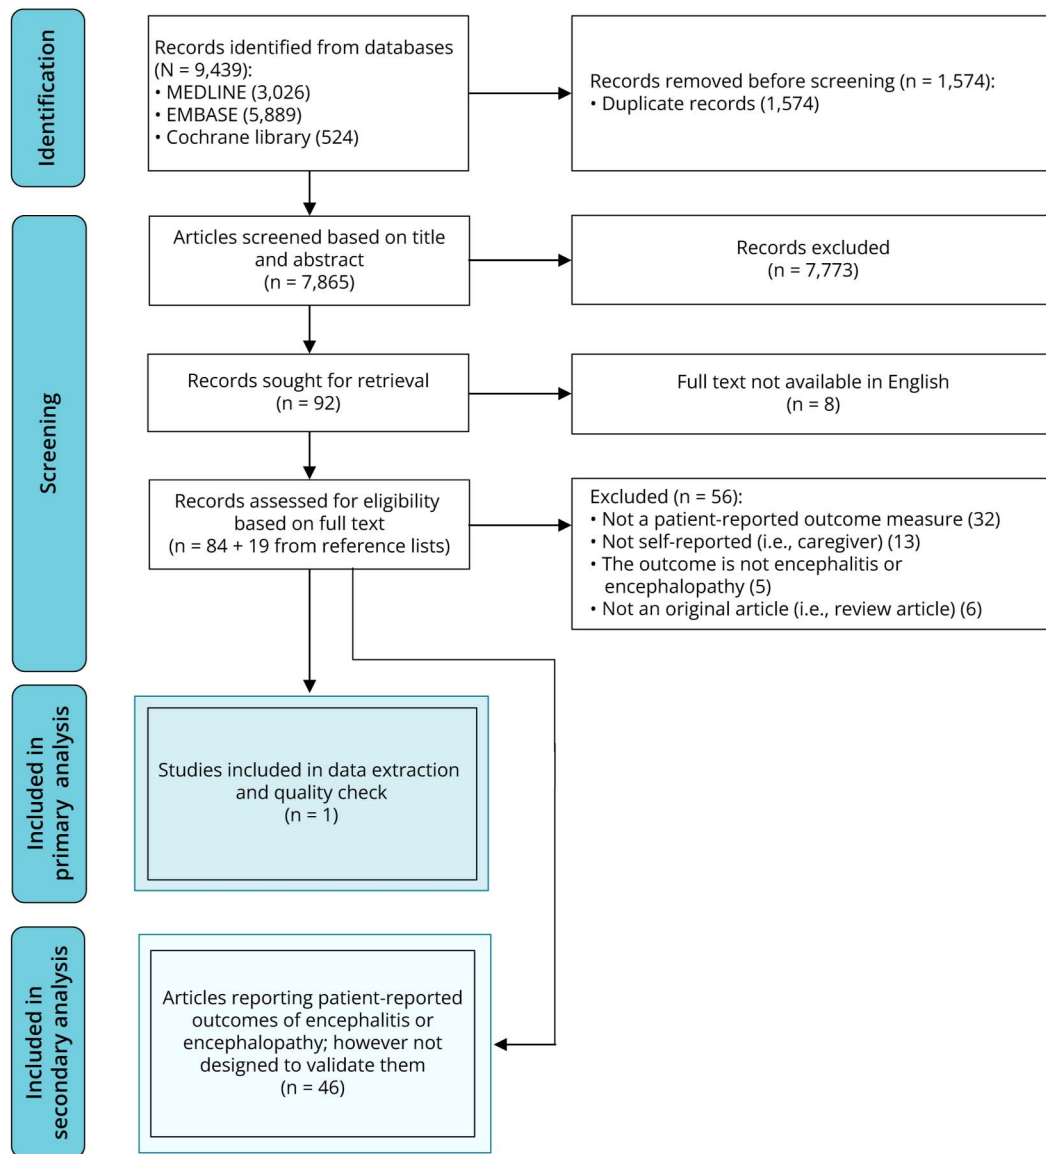 Identification
Records identified from databases
(N = 9,439):
• MEDLINE (3,026)
• EMBASE (5,889)
• Cochrane library (524)
Records removed before screening (n = 1,574):
• Duplicate records (1,574)
Screening
Articles screened based on title
and abstract
(n = 7,865)
Records excluded
(n = 7,773)
Records sought for retrieval
(n = 92)
Full text not available in English
(n = 8)
Records assessed for eligibility
based on full text
(n = 84 + 19 from reference lists)
Excluded (n = 56):
• Not a patient-reported outcome measure (32)
• Not self-reported (i.e., caregiver) (13)
• The outcome is not encephalitis or
encephalopathy (5)
• Not an original article (i.e., review article) (6)
Included in
primary analysis
Studies included in data extraction
and quality check
(n = 1)
Included in
secondary analysis
Articles reporting patient-reported
outcomes of encephalitis or
encephalopathy; however not
designed to validate them
(n = 46)